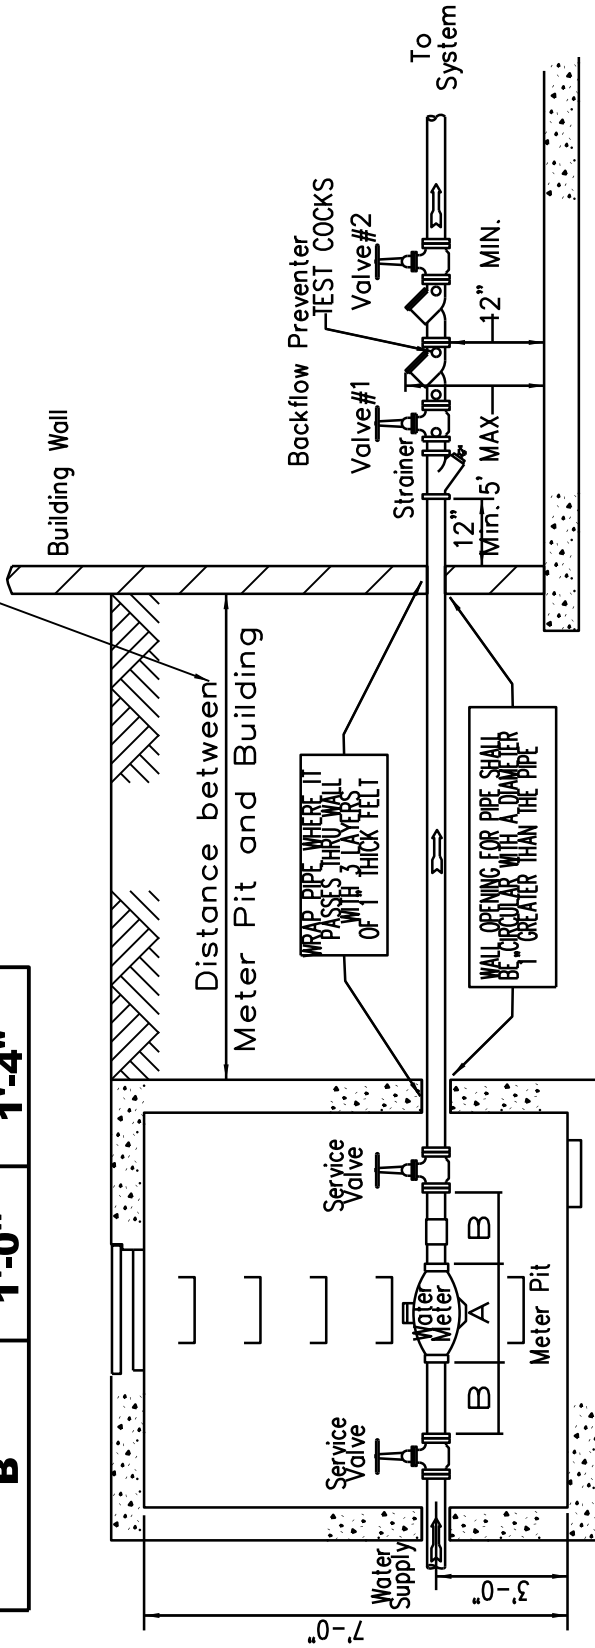 B
1'-0"
1'-4"
Building Wall
Distance between
Meter Pit and Building
Backflow Preventer
TEST COCKS
Valve#1
Valve#2
Strainer
To
System
12"
Min.
5' MAX
12" MIN.
WRAP PIPE WHERE IT
PASSES THRU WALL
WITH 3 LAYERS
OF 1" THICK FELT
WALL OPENING FOR PIPE SHALL
BE CIRCULAR WITH A DIAMETER
1" GREATER THAN THE PIPE
Service
Valve
Service
Valve
Water
Meter
B
A
B
Meter Pit
Water
Supply
3'-0"
7'-0"